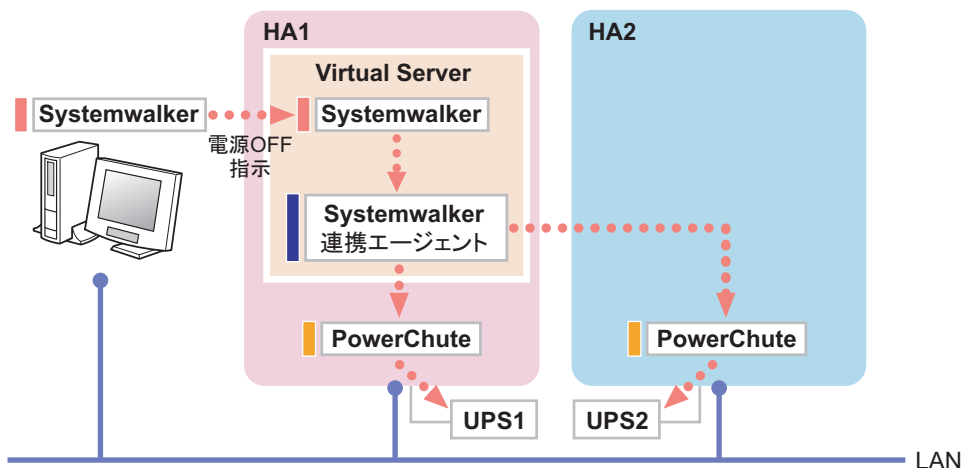 HA1
HA2
Virtual Server
Systemwalker
Systemwalker
電源OFF
指示
Systemwalker
連携エージェント
PowerChute
PowerChute
UPS1
UPS2
LAN